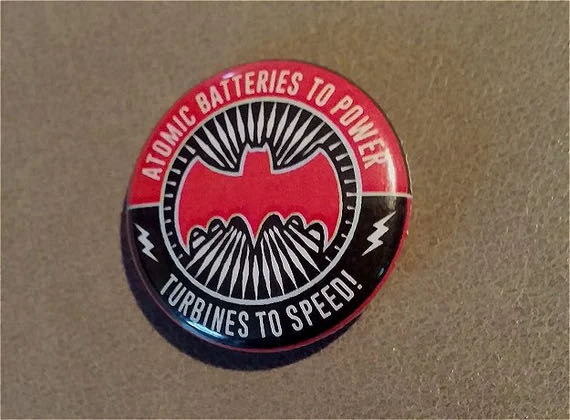 ATOMIC BATTERIES TO POWER
TURBINES TO SPEED!